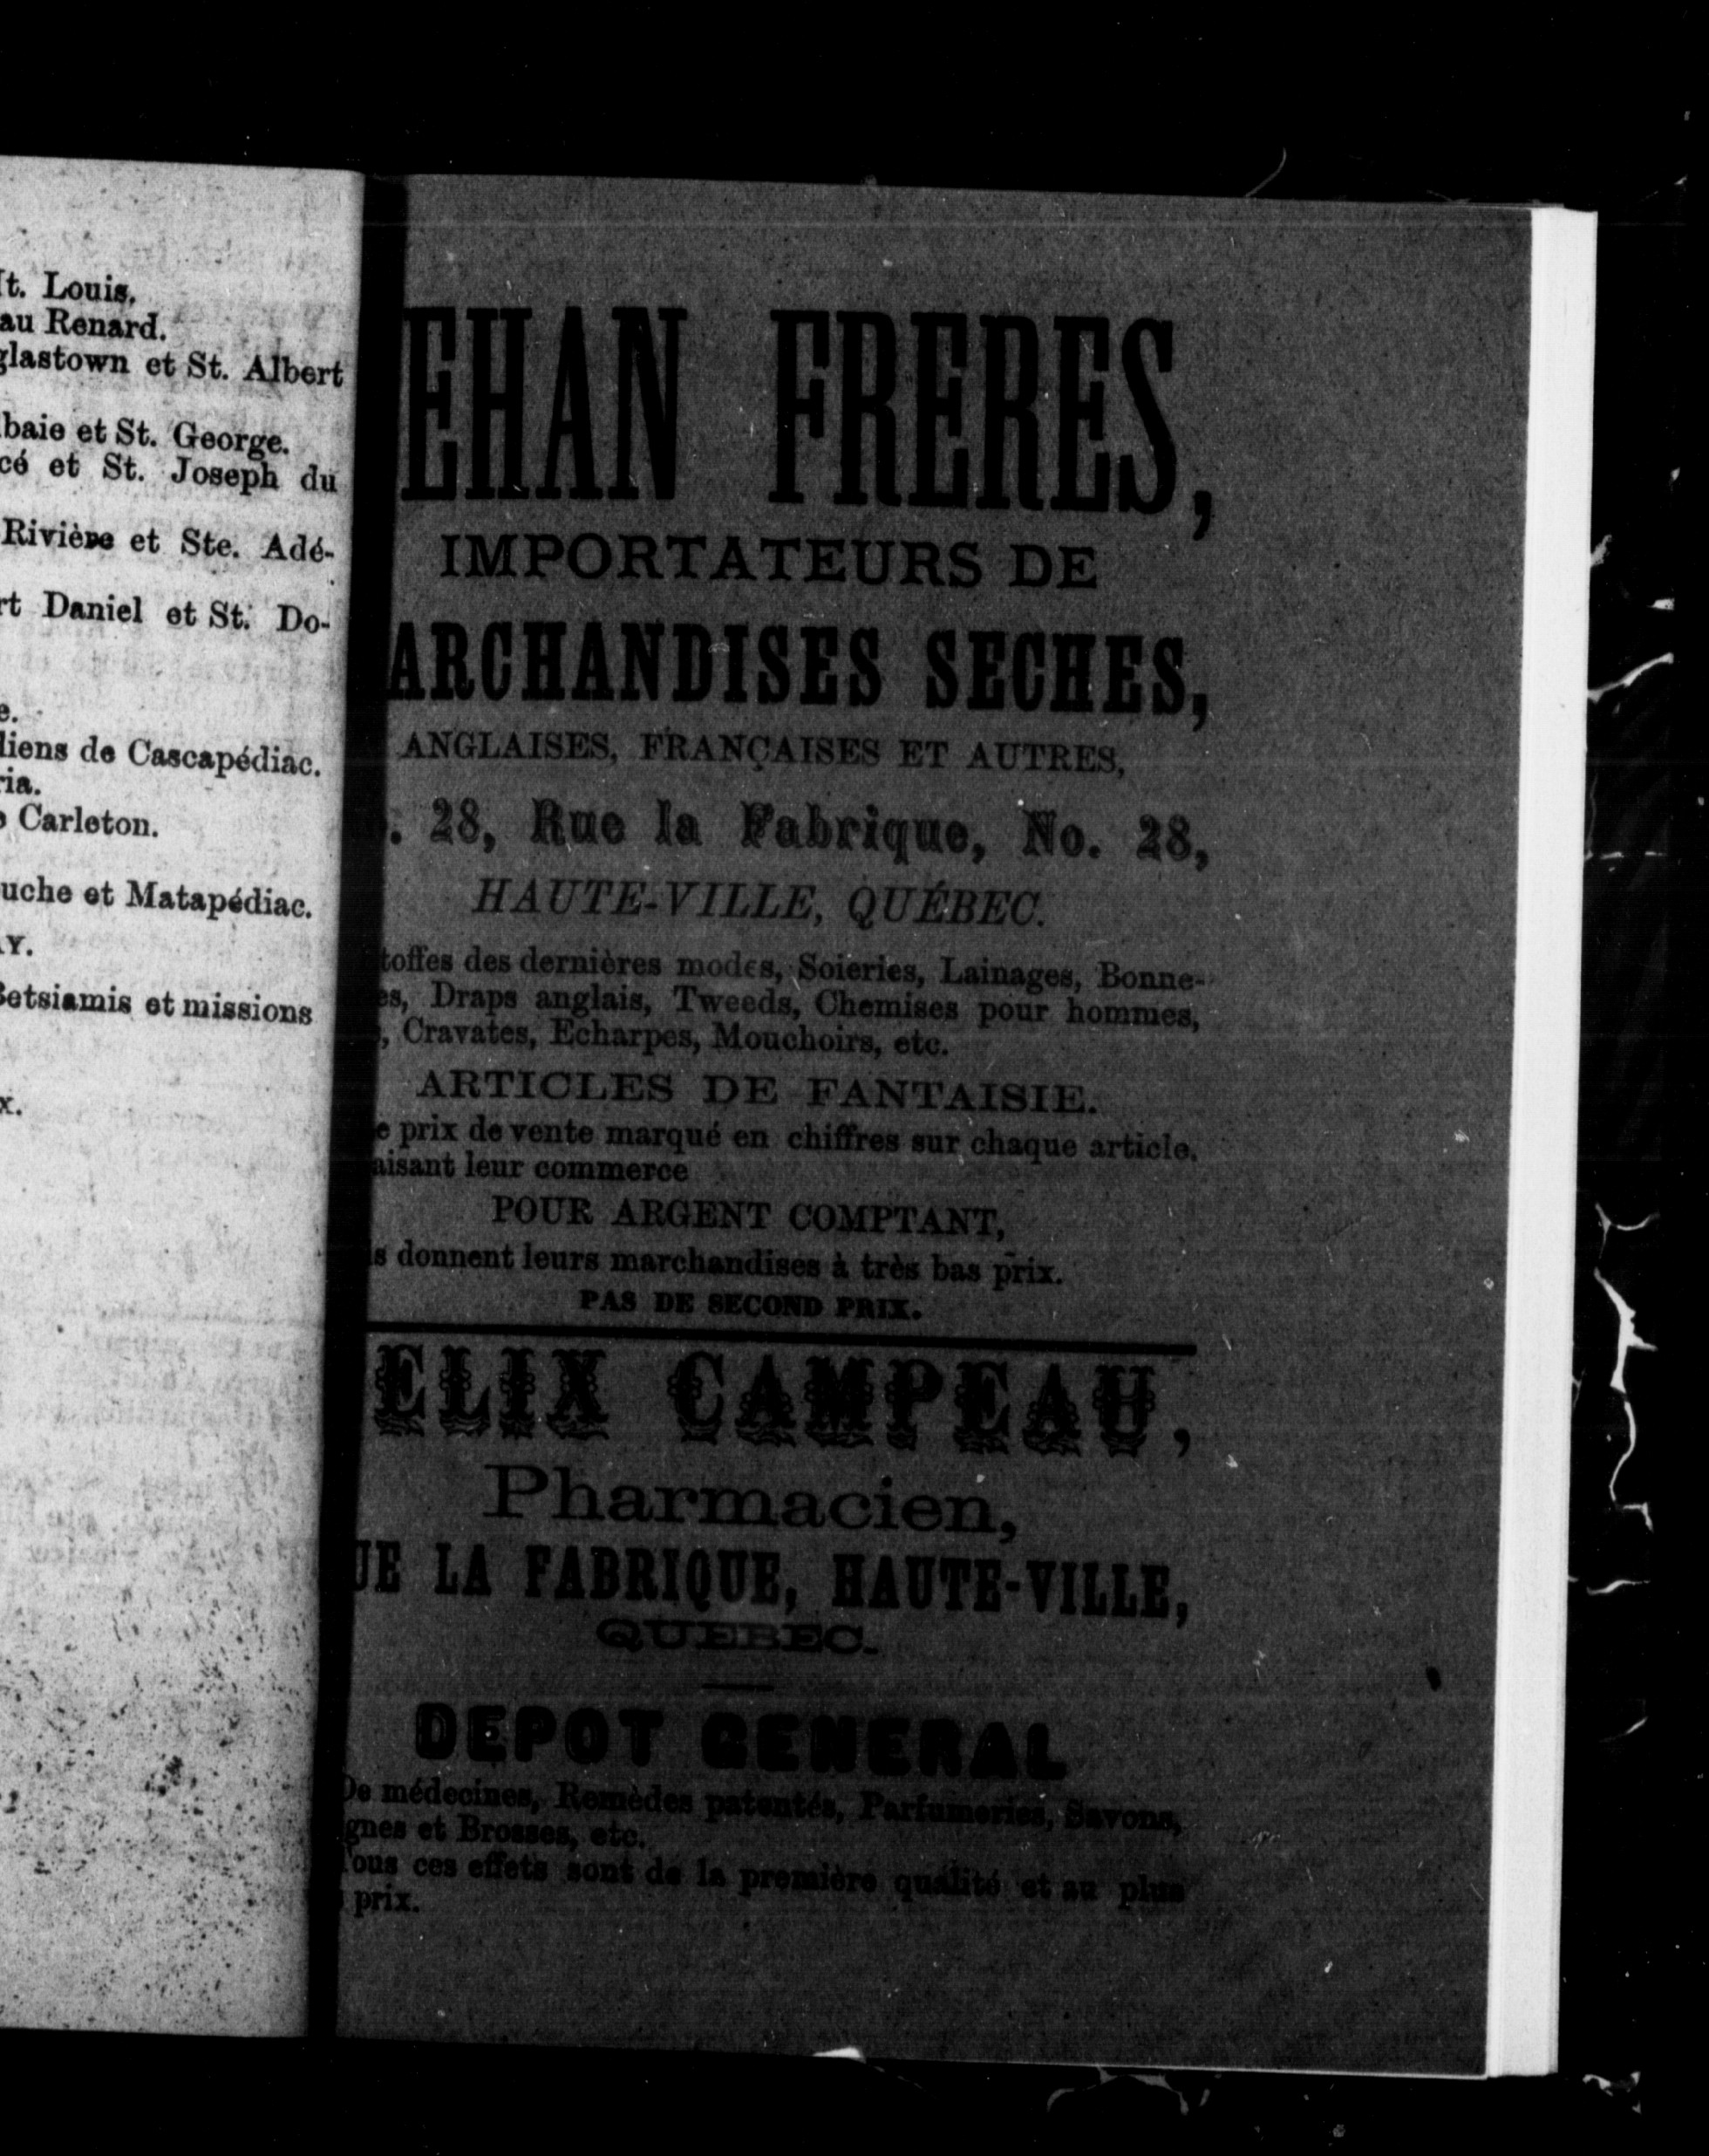 t. Louis.
au Renard.
glastown et St. Albert
baie et St. George.
cé et St. Joseph du
Rivière et Ste. Adé-
rt Daniel et St. Do-
e.
liens de Cascapédiac.
ria.
Carleton.
uche et Matapédiac.
Y.
Betsiamis et missions
x.
EHAN FRERES,
IMPORTATEURS DE
ARCHANDISES SECHES,
ANGLAISES, FRANÇAISES ET AUTRES,
. 28, Rue la Fabrique, No. 28,
HAUTE-VILLE, QUÉBEC.
toffes des dernières modes, Soieries, Lainages, Bonne-
es, Draps anglais, Tweeds, Chemises pour hommes,
, Cravates, Echarpes, Mouchoirs, etc.
ARTICLES DE FANTAISIE.
e prix de vente marqué en chiffres sur chaque article.
aisant leur commerce
POUR ARGENT COMPTANT,
ls donnent leurs marchandises à très bas prix.
PAS DE SECOND PRIX.
ELIX CAMPEAU,
Pharmacien,
UE LA FABRIQUE, HAUTE-VILLE,
QUEBEC.
DEPOT GENERAL
De médecines, Remèdes patentés, Parfumeries, Savons,
gnes et Brosses, etc.
Tous ces effets sont de la première qualité et au plus
prix.